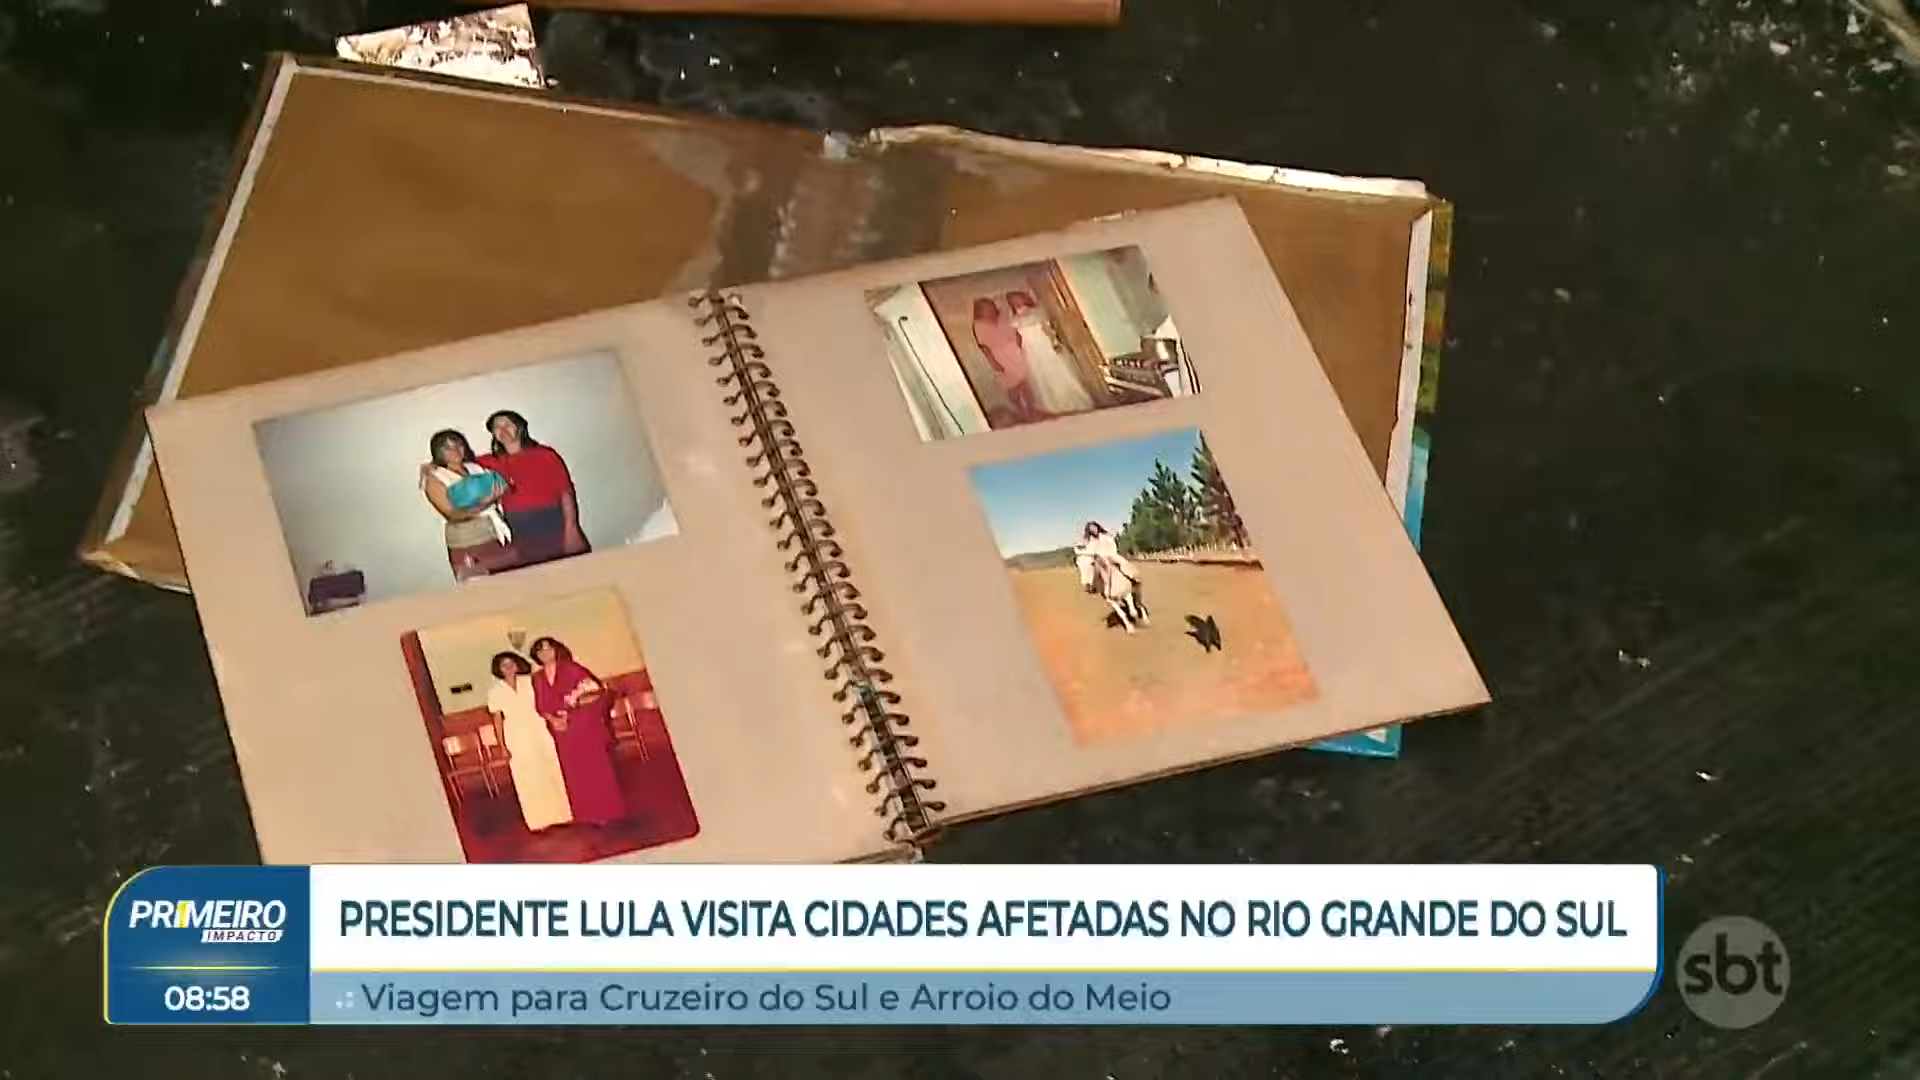 PRIMEIRO
IMPACTO
PRESIDENTE LULA VISITA CIDADES AFETADAS NO RIO GRANDE DO SUL
08:58
Viagem para Cruzeiro do Sul e Arroio do Meio
sbt